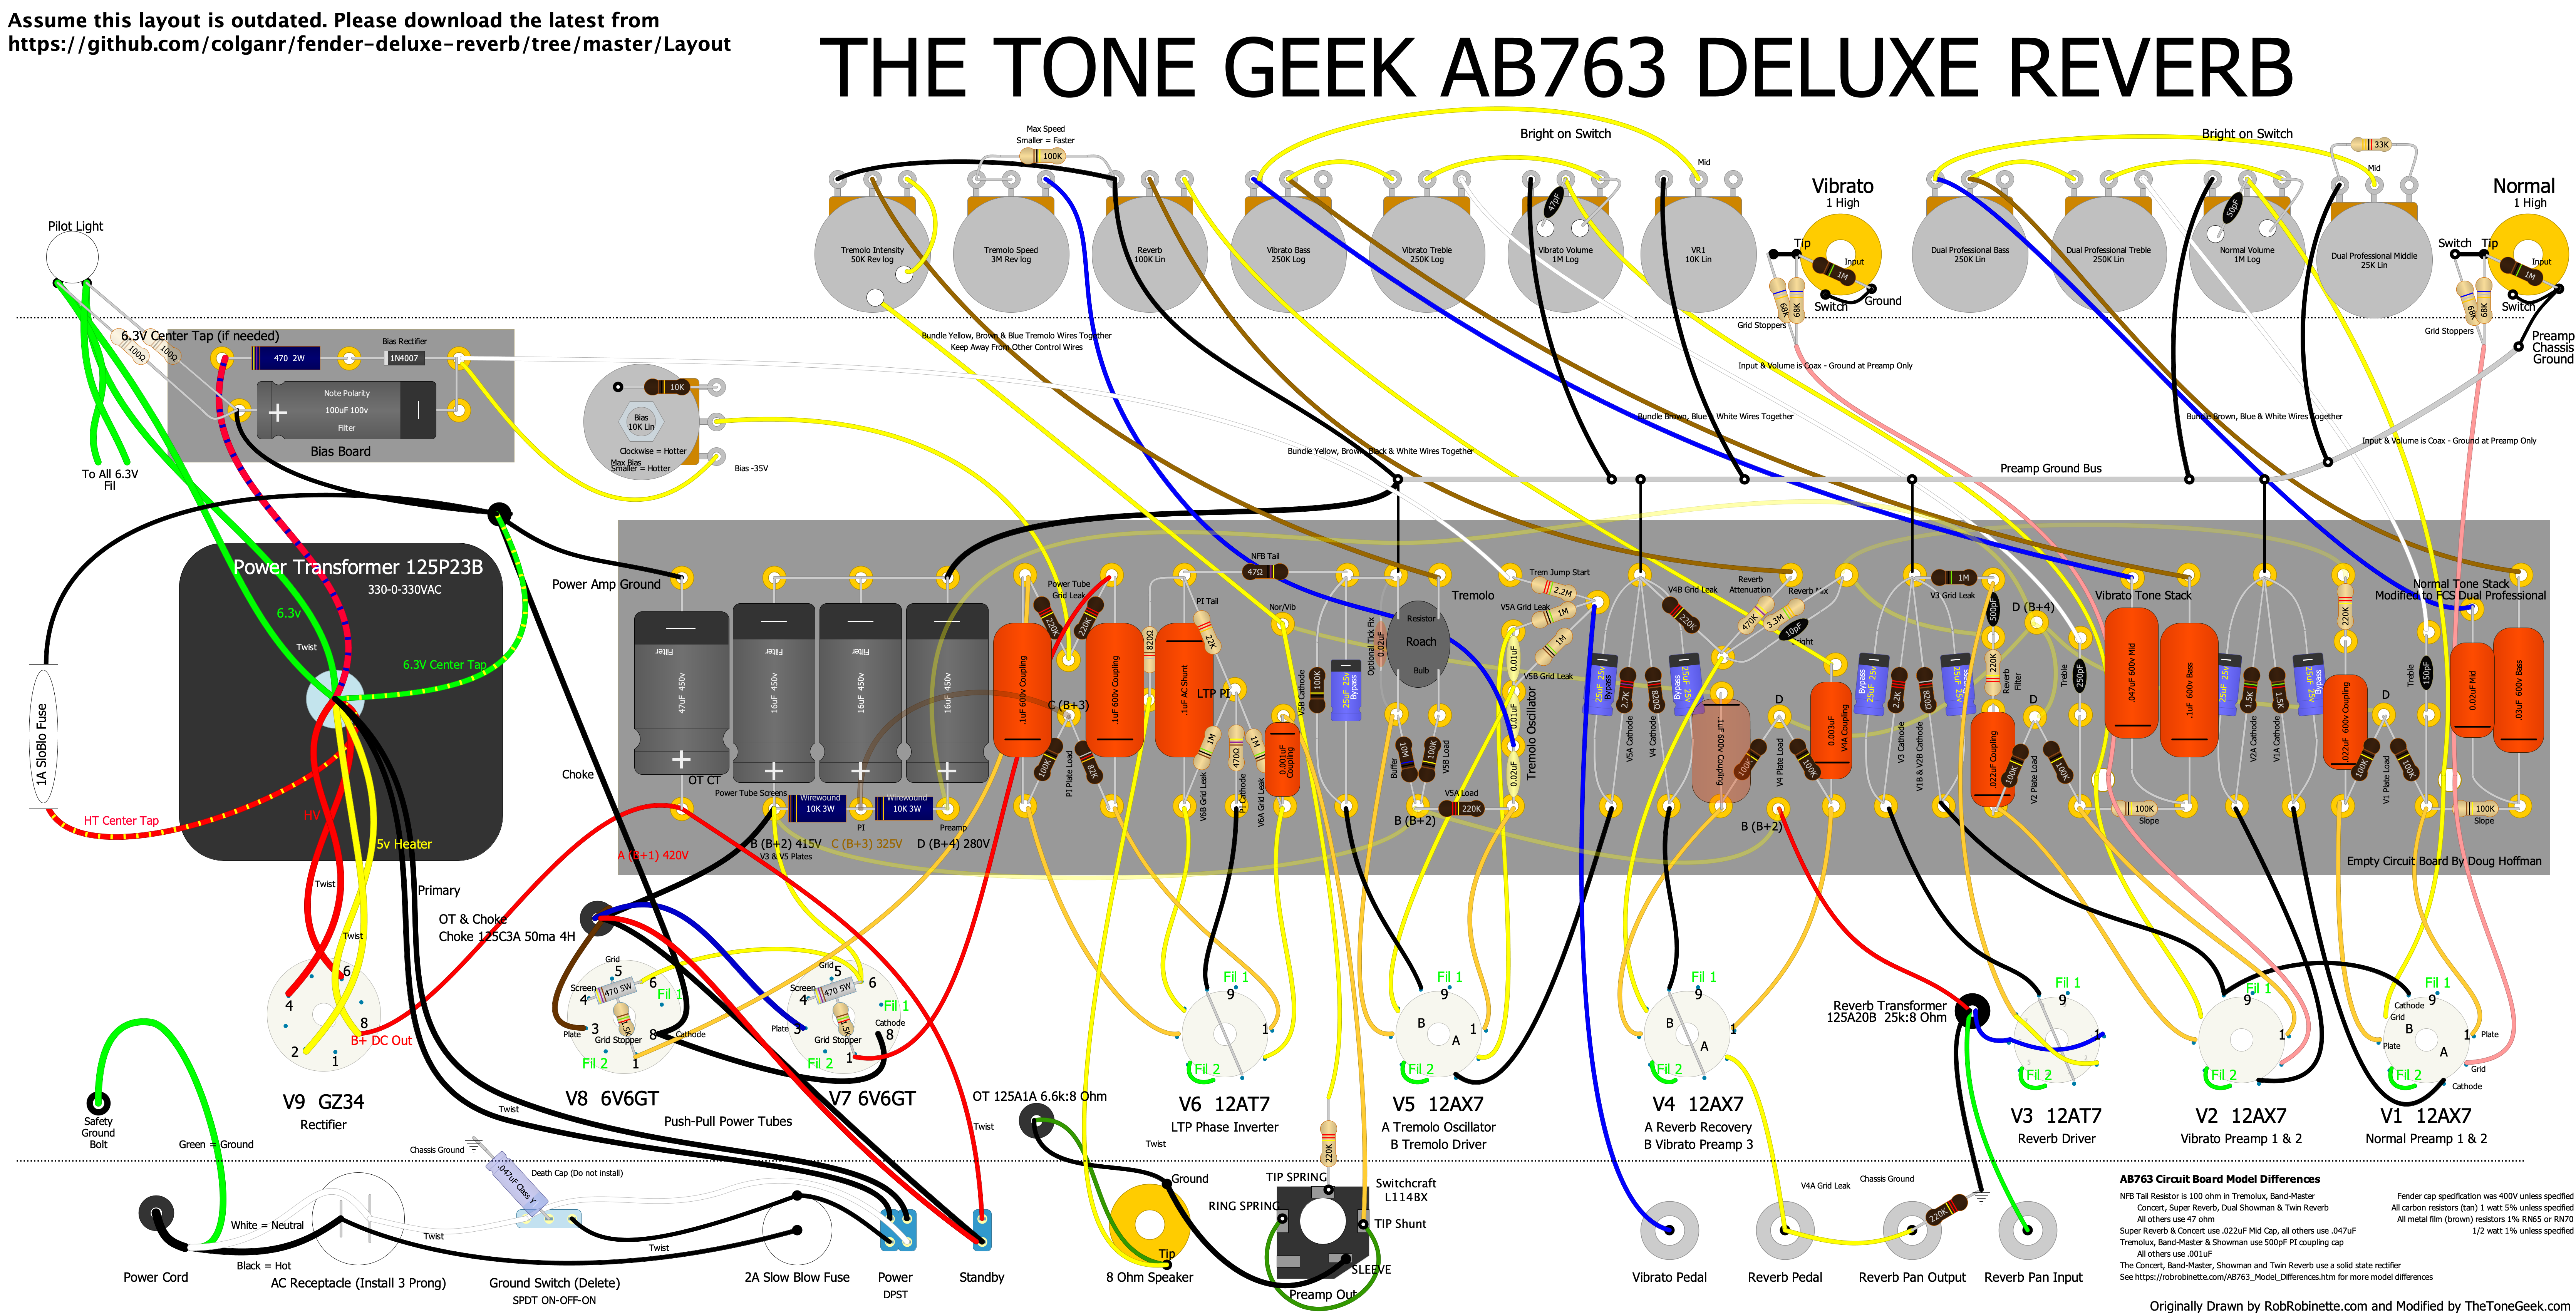 Assume this layout is outdated. Please download the latest from
https://github.com/colganr/fender-deluxe-reverb/tree/master/Layout
THE TONE GEEK AB763 DELUXE REVERB
Max Speed
Smaller = Faster
100K
Bright on Switch
Mid
Bright on Switch
33K
Mid
Pilot Light
Tremolo Intensity
50K Rev log
Tremolo Speed
3M Rev log
Reverb
100K Lin
Vibrato Bass
250K Log
Vibrato Treble
250K Log
47pF
Vibrato Volume
1M Log
VR1
10K Lin
Vibrato
1 High
Tip
Input
1M
Switch
Ground
68K
68K
Grid Stoppers
Dual Professional Bass
250K Lin
Dual Professional Treble
250K Lin
50pF
Normal Volume
1M Log
Dual Professional Middle
25K Lin
Normal
1 High
Switch
Tip
Input
1M
Switch
68K
68K
Grid Stoppers
Preamp
Chassis
Ground
6.3V Center Tap (if needed)
100Ω
100Ω
470 2W
Bias Rectifier
1N4007
Note Polarity
100uF 100v
Filter
Bias Board
To All 6.3V
Fil
10K
Bias
10K Lin
Clockwise = Hotter
Max Bias
Smaller = Hotter
Bias -35V
Bundle Yellow, Brown & Blue Tremolo Wires Together
Keep Away From Other Control Wires
Input & Volume is Coax - Ground at Preamp Only
Bundle Brown, Blue & White Wires Together
Bundle Brown, Blue & White Wires Together
Input & Volume is Coax - Ground at Preamp Only
Bundle Yellow, Brown, Black & White Wires Together
Preamp Ground Bus
Power Transformer 125P23B
330-0-330VAC
6.3v
Twist
6.3V Center Tap
1A SloBlo Fuse
HT Center Tap
HV
5v Heater
Twist
Primary
Twist
Choke
Power Amp Ground
47uF 450v
Filter
16uF 450v
Filter
16uF 450v
Filter
16uF 450v
Filter
OT CT
Power Tube Screens
Wirewound
10K 3W
Wirewound
10K 3W
PI
Preamp
A (B+1) 420V
B (B+2) 415V
V3 & V5 Plates
C (B+3) 325V
D (B+4) 280V
Power Tube
Grid Leak
220K
220K
.1uF 600v Coupling
.1uF 600v Coupling
C (B+3)
100K
82K
PI Plate Load
820Ω
.1uF AC Shunt
PI Tail
22K
NFB Tail
47Ω
LTP PI
1M
470Ω
1M
V6B Grid Leak
PI Cathode
V6A Grid Leak
Nor/Vib
0.001uF
Coupling
V5B Cathode
100K
25uF 25v
Bypass
Optional Tick Fix
0.02uF
Resistor
Roach
Bulb
Buffer
10M
100K
V5B Load
V5A Load
220K
B (B+2)
Tremolo
Trem Jump Start
2.2M
V5A Grid Leak
1M
1M
V5B Grid Leak
0.01uF
0.01uF
0.02uF
Tremolo Oscillator
25uF 25v
Bypass
2.7K
V5A Cathode
820Ω
V4 Cathode
25uF 25v
Bypass
V4B Grid Leak
220K
Reverb
Attenuation
470K
3.3M
10pF
.1uF 600v Coupling
D
100K
100K
V4 Plate Load
0.003uF
V4A Coupling
B (B+2)
V3 Grid Leak
1M
500pF
220K
Reverb
Filter
25uF 25v
Bypass
2.2K
V3 Cathode
820Ω
V1B & V2B Cathode
25uF 25v
.022uF Coupling
D (B+4)
D
100K
100K
V2 Plate Load
Treble
250pF
Vibrato Tone Stack
.047uF 600v Mid
.1uF 600v Bass
100K
Slope
25uF 25v
1.5K
V2A Cathode
1.5K
V1A Cathode
25uF 25v
Bypass
220K
.022uF 600v Coupling
D
100K
100K
V1 Plate Load
Treble
150pF
Normal Tone Stack
Modified to FCS Dual Professional
0.02uF Mid
.03uF 600v Bass
100K
Slope
Empty Circuit Board By Doug Hoffman
OT & Choke
Choke 125C3A 50ma 4H
4
6
8
2
1
B+ DC Out
V9 GZ34
Rectifier
Grid
5
Screen
4
470 5W
6
Fil 1
3
Plate
8
Cathode
Grid Stopper
1
Fil 2
V8 6V6GT
Grid
5
Screen
4
470 5W
6
Fil 1
Cathode
8
Plate
3
Grid Stopper
1
Fil 2
V7 6V6GT
Push-Pull Power Tubes
Fil 1
9
1
Fil 2
V6 12AT7
LTP Phase Inverter
Fil 1
9
B
1
A
Fil 2
V5 12AX7
A Tremolo Oscillator
B Tremolo Driver
Fil 1
9
B
1
A
Fil 2
V4 12AX7
A Reverb Recovery
B Vibrato Preamp 3
Reverb Transformer
125A20B 25k:8 Ohm
Fil 1
9
1
Fil 2
V3 12AT7
Reverb Driver
9
Fil 1
1
Fil 2
V2 12AX7
Vibrato Preamp 1 & 2
Fil 1
Cathode
9
Grid
B
1
Plate
Plate
A
Grid
Fil 2
Cathode
V1 12AX7
Normal Preamp 1 & 2
Safety
Ground
Bolt
Green = Ground
Chassis Ground
.047uF Class Y
Death Cap (Do not install)
Twist
Twist
OT 125A1A 6.6k:8 Ohm
Twist
White = Neutral
Twist
Black = Hot
Twist
Power Cord
AC Receptacle (Install 3 Prong)
Ground Switch (Delete)
SPDT ON-OFF-ON
2A Slow Blow Fuse
Power
DPST
Standby
Ground
Tip
8 Ohm Speaker
220K
TIP SPRING
RING SPRING
Switchcraft
L114BX
TIP Shunt
SLEEVE
Preamp Out
Vibrato Pedal
Reverb Pedal
V4A Grid Leak
Chassis Ground
220K
Reverb Pan Output
Reverb Pan Input
AB763 Circuit Board Model Differences
NFB Tail Resistor is 100 ohm in Tremolux, Band-Master
Concert, Super Reverb, Dual Showman & Twin Reverb
All others use 47 ohm
Super Reverb & Concert use .022uF Mid Cap, all others use .047uF
Tremolux, Band-Master & Showman use 500pF PI coupling cap
All others use .001uF
The Concert, Band-Master, Showman and Twin Reverb use a solid state rectifier
See https://robrobinette.com/AB763_Model_Differences.htm for more model differences
Fender cap specification was 400V unless specified
All carbon resistors (tan) 1 watt 5% unless specified
All metal film (brown) resistors 1% RN65 or RN70
1/2 watt 1% unless specified
Originally Drawn by RobRobinette.com and Modified by TheToneGeek.com